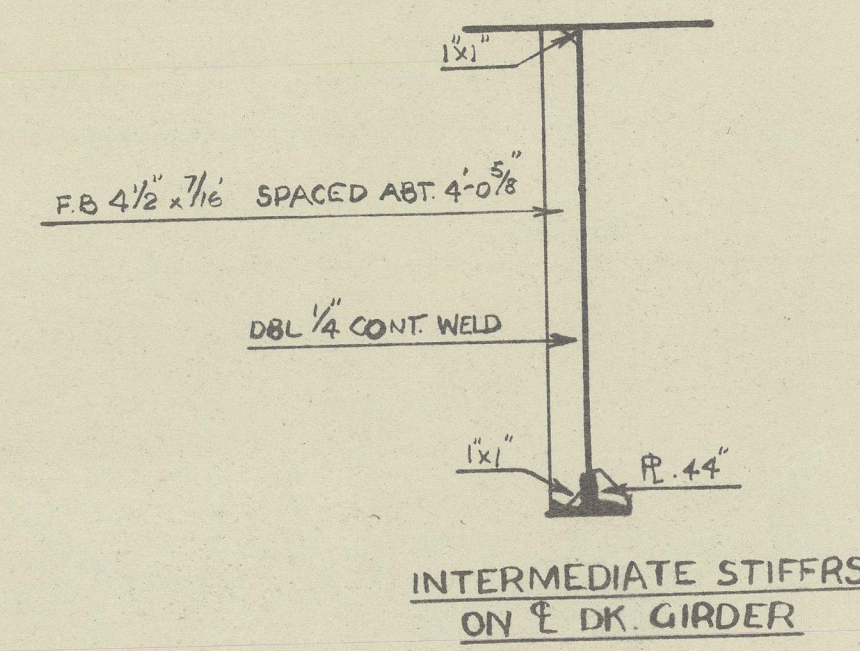 1"x1"
F.B 4½" x 7/16" SPACED ABT. 4'-0⅝"
DBL ¼" CONT. WELD
1"x1"
℄ .44"
INTERMEDIATE STIFFRS
ON ℄ DK. GIRDER